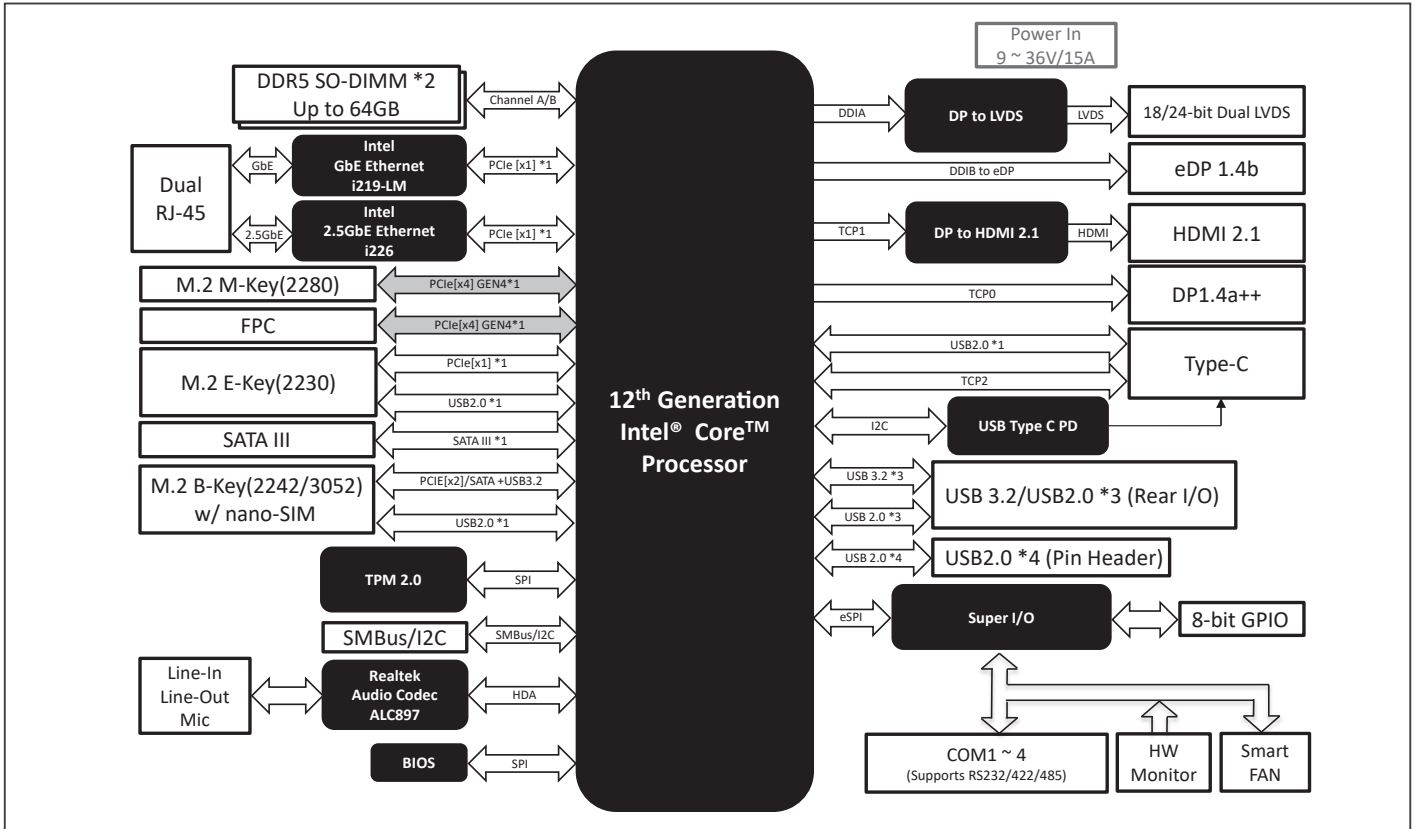 Power In
9 ~ 36V/15A
DDR5 SO-DIMM *2
Up to 64GB
Channel A/B
Dual
RJ-45
GbE
Intel
GbE Ethernet
i219-LM
PCIe [x1] *1
2.5GbE
Intel
2.5GbE Ethernet
i226
PCIe [x1] *1
M.2 M-Key(2280)
PCIe[x4] GEN4*1
FPC
PCIe[x4] GEN4*1
M.2 E-Key(2230)
PCIe[x1] *1
USB2.0 *1
SATA III
SATA III *1
M.2 B-Key(2242/3052)
w/ nano-SIM
PCIE[x2]/SATA +USB3.2
USB2.0 *1
TPM 2.0
SPI
SMBus/I2C
SMBus/I2C
Line-In
Line-Out
Mic
Realtek
Audio Codec
ALC897
HDA
BIOS
SPI
12th Generation
Intel® Core™
Processor
DDIA
DP to LVDS
LVDS
18/24-bit Dual LVDS
DDIB to eDP
eDP 1.4b
TCP1
DP to HDMI 2.1
HDMI
HDMI 2.1
TCP0
DP1.4a++
USB2.0 *1
TCP2
Type-C
I2C
USB Type C PD
USB 3.2 *3
USB 2.0 *3
USB 3.2/USB2.0 *3 (Rear I/O)
USB 2.0 *4
USB2.0 *4 (Pin Header)
eSPI
Super I/O
8-bit GPIO
COM1 ~ 4
(Supports RS232/422/485)
HW
Monitor
Smart
FAN